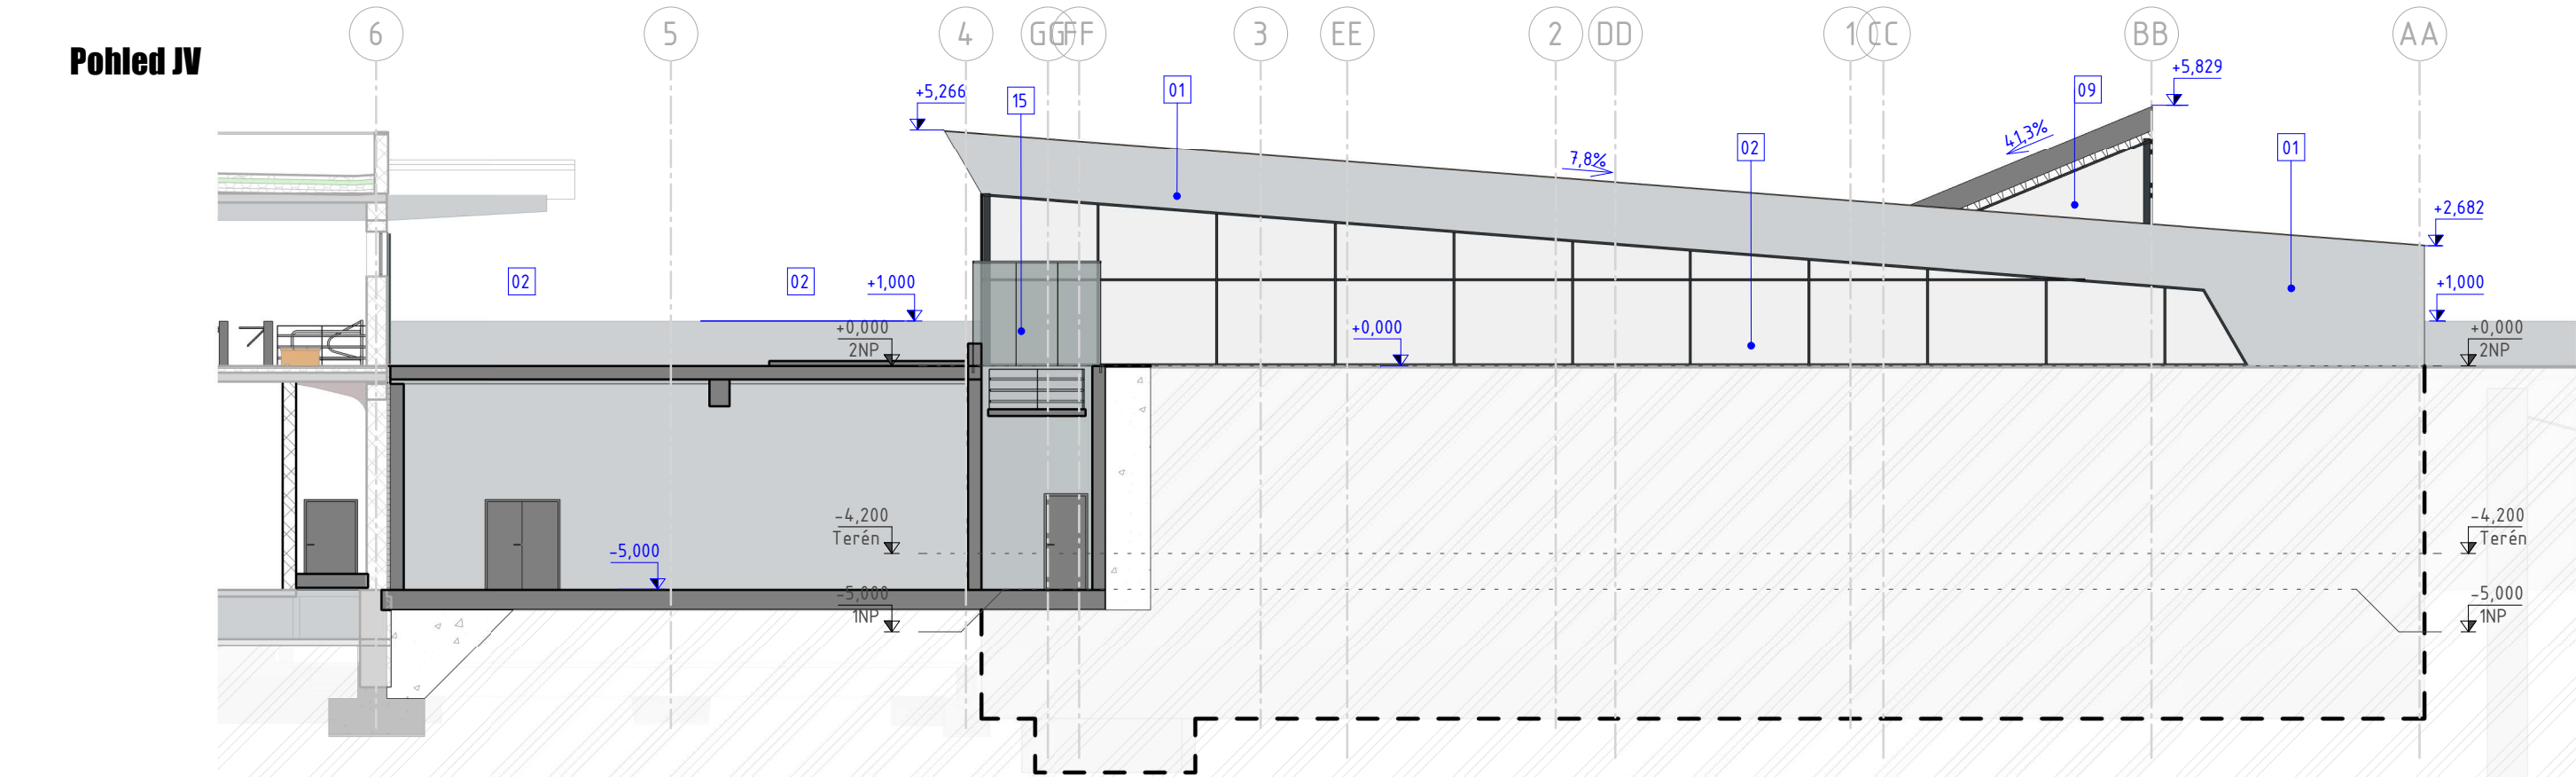 Pohled JV
6
5
4
GG
FF
3
EE
2
DD
1
CC
BB
AA
+5,829
+5,266
15
01
09
41,3%
02
01
7,8%
+2,682
02
02
+1,000
+1,000
+0,000
2NP
+0,000
+0,000
2NP
-4,200
Terén
-4,200
Terén
-5,000
-5,000
1NP
-5,000
1NP